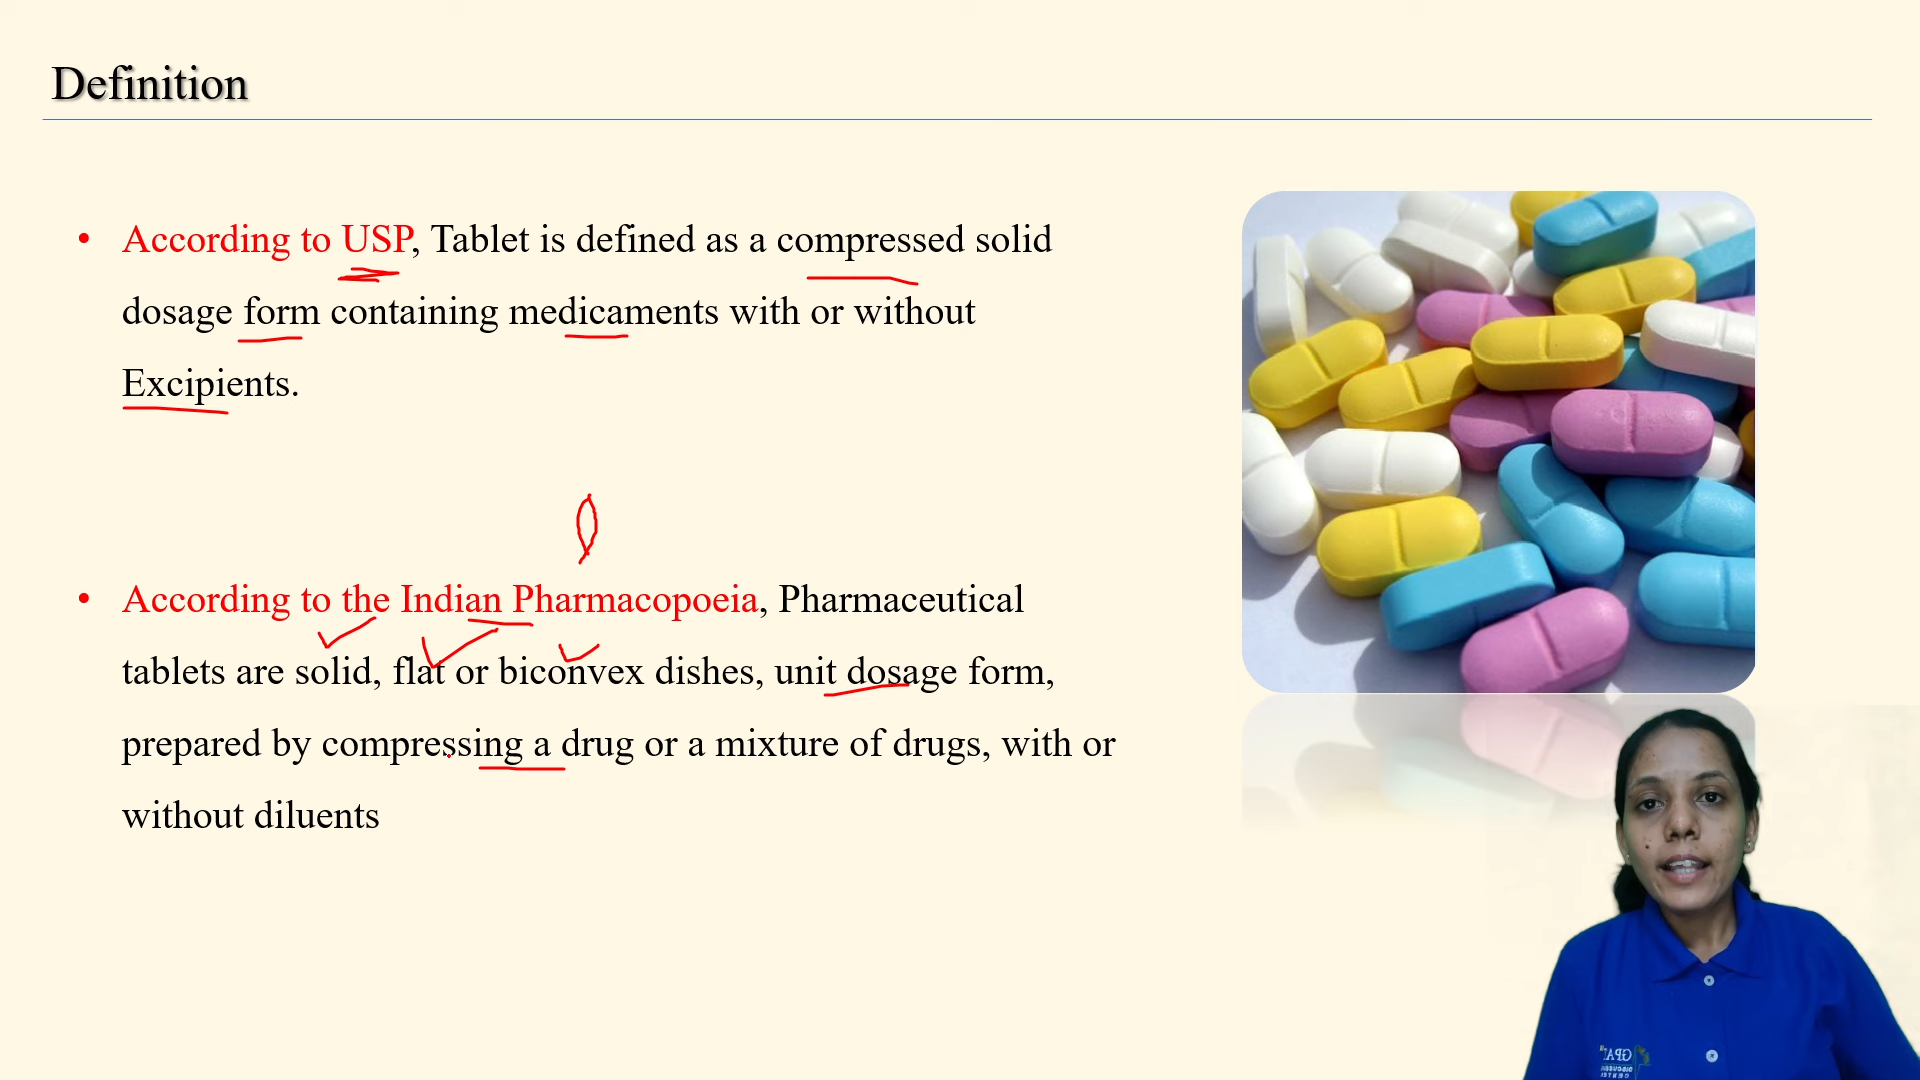 Definition
• According to USP, Tablet is defined as a compressed solid
dosage form containing medicaments with or without
Excipients.
• According to the Indian Pharmacopoeia, Pharmaceutical
tablets are solid, flat or biconvex dishes, unit dosage form,
prepared by compressing a drug or a mixture of drugs, with or
without diluents